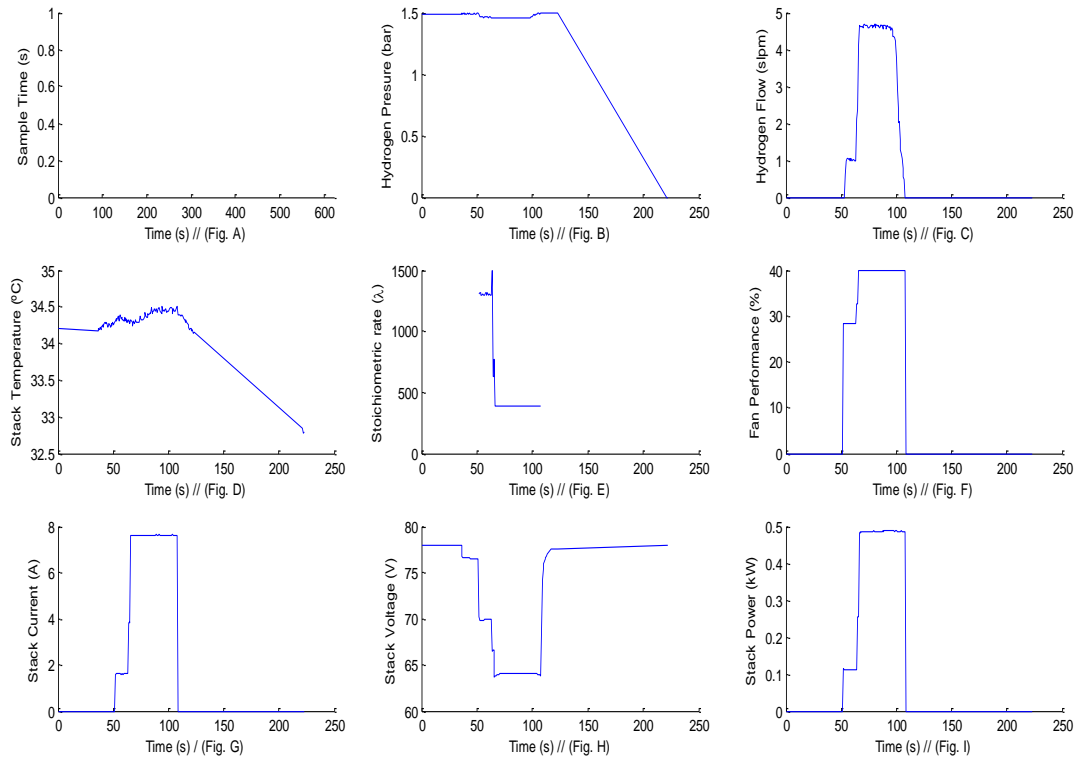 Sample Time (s)
1
0.8
0.6
0.4
0.2
0
0 100 200 300 400 500 600
Time (s) // (Fig. A)
Hydrogen Presure (bar)
1.5
1
0.5
0
0 50 100 150 200 250
Time (s) // (Fig. B)
Hydrogen Flow (slpm)
5
4
3
2
1
0
0 50 100 150 200 250
Time (s) // (Fig. C)
Stack Temperature (ºC)
35
34.5
34
33.5
33
32.5
0 50 100 150 200 250
Time (s) // (Fig. D)
Stoichiometric rate (λ)
1500
1000
500
0
0 50 100 150 200 250
Time (s) // (Fig. E)
Fan Performance (%)
40
30
20
10
0
0 50 100 150 200 250
Time (s) // (Fig. F)
Stack Current (A)
8
6
4
2
0
0 50 100 150 200 250
Time (s) / (Fig. G)
Stack Voltage (V)
80
75
70
65
60
0 50 100 150 200 250
Time (s) // (Fig. H)
Stack Power (kW)
0.5
0.4
0.3
0.2
0.1
0
0 50 100 150 200 250
Time (s) // (Fig. I)